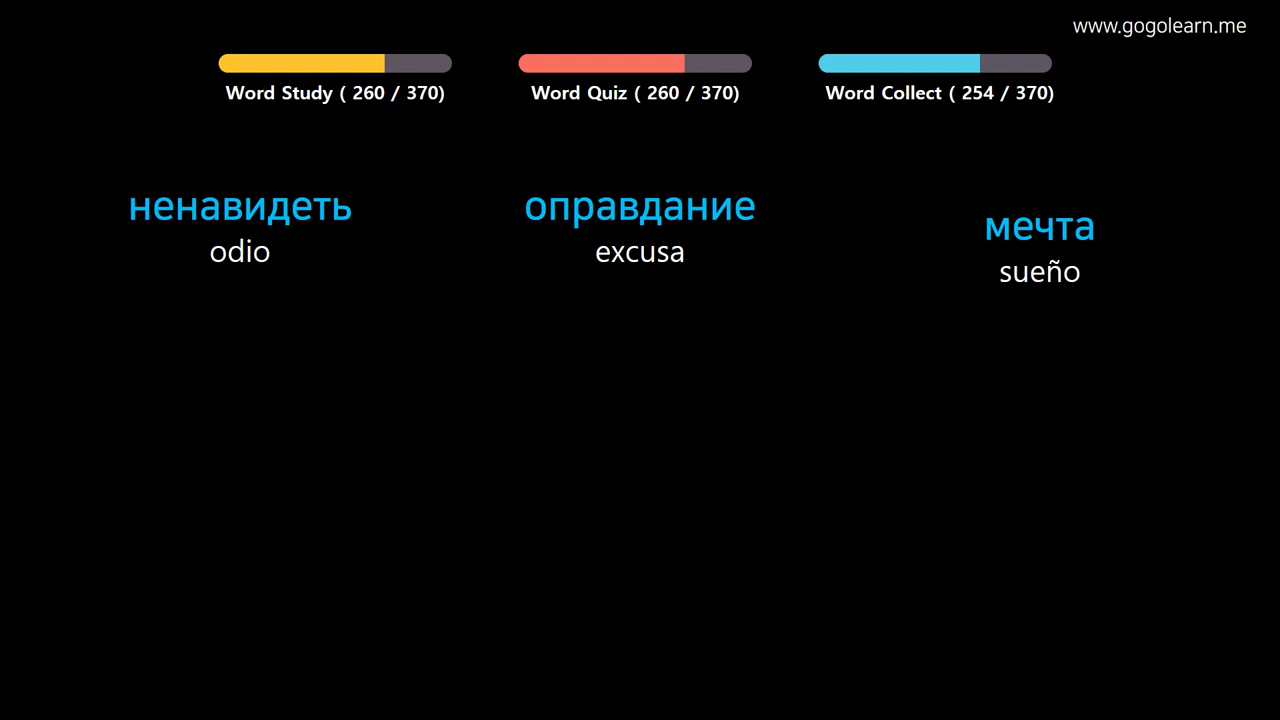 www.gogolearn.me
Word Study ( 260 / 370)
Word Quiz ( 260 / 370)
Word Collect ( 254 / 370)
ненавидеть
odio
оправдание
excusa
мечта
sueño